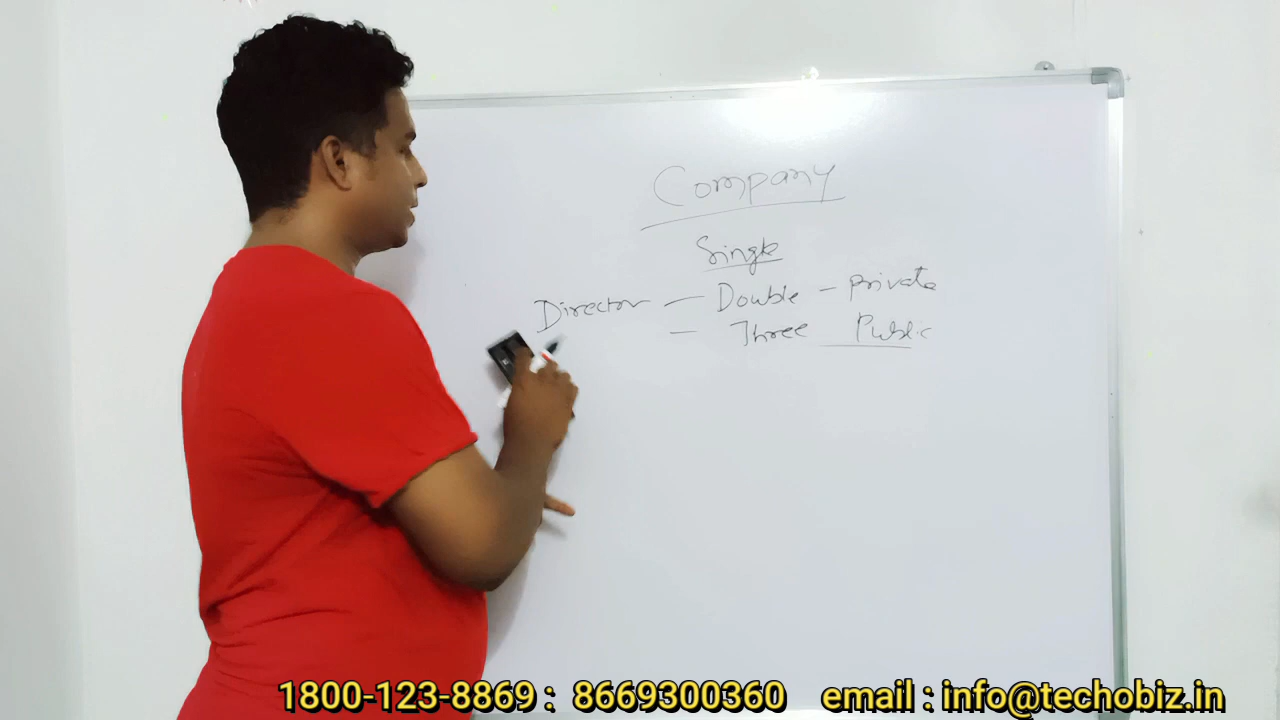 Company
Single
Director — Double – Private
– Three Public
1800-123-8869 : 8669300360 email : info@techobiz.in